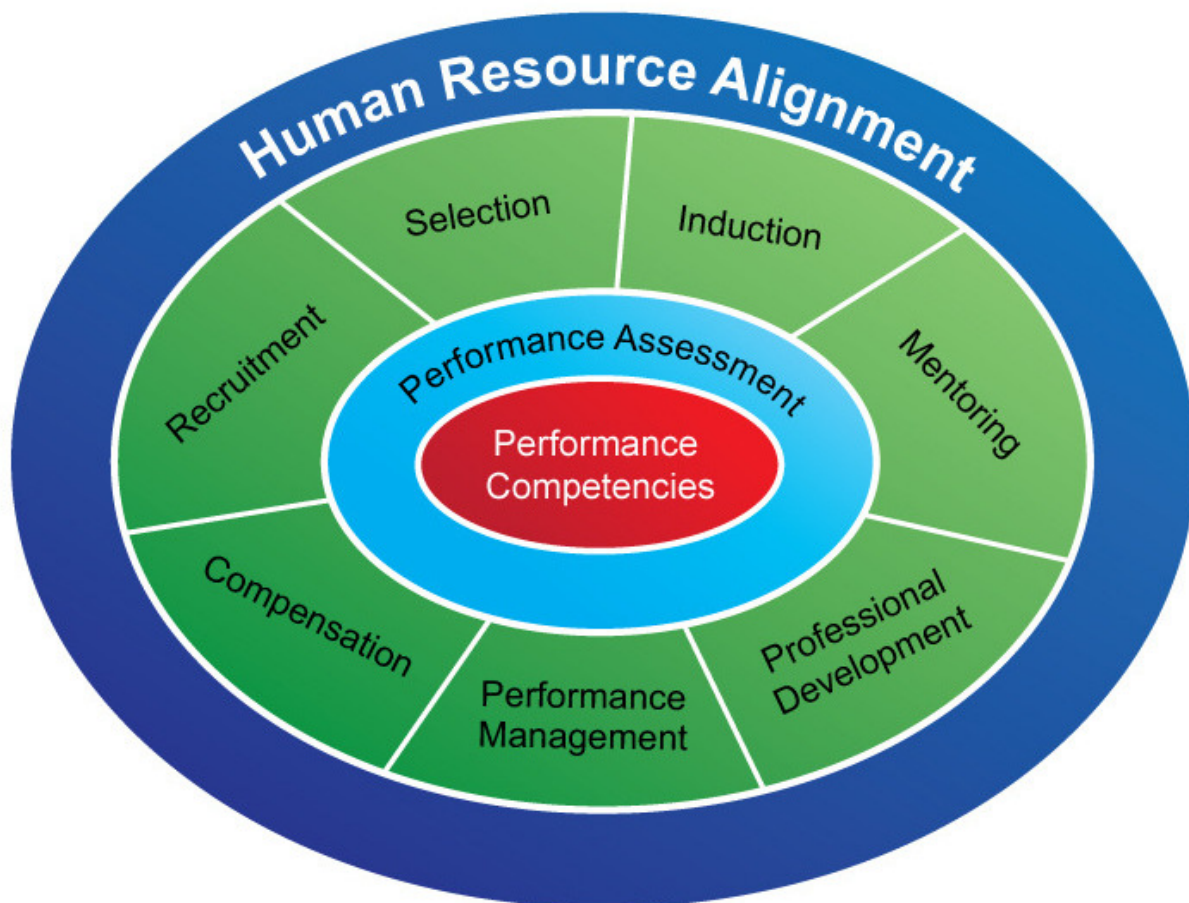 Human Resource Alignment
Selection
Induction
Recruitment
Mentoring
Performance Assessment
Performance
Competencies
Compensation
Professional
Development
Performance
Management